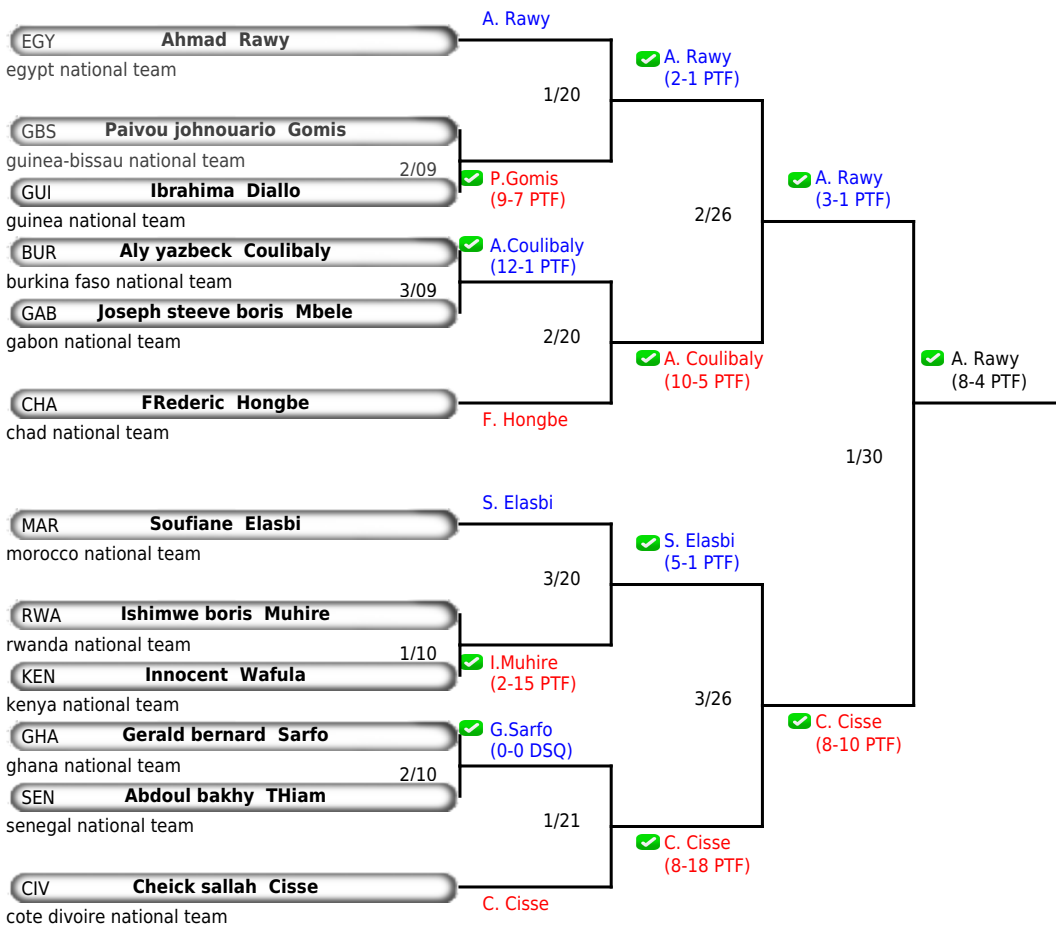 A. Rawy
EGY Ahmad Rawy
egypt national team
A. Rawy
(2-1 PTF)
1/20
GBS Paivou johnouario Gomis
guinea-bissau national team
2/09
P.Gomis
(9-7 PTF)
GUI Ibrahima Diallo
guinea national team
A. Rawy
(3-1 PTF)
2/26
BUR Aly yazbeck Coulibaly
A.Coulibaly
(12-1 PTF)
burkina faso national team
3/09
GAB Joseph steeve boris Mbele
gabon national team
2/20
A. Coulibaly
(10-5 PTF)
A. Rawy
(8-4 PTF)
CHA FRederic Hongbe
F. Hongbe
chad national team
1/30
S. Elasbi
MAR Soufiane Elasbi
morocco national team
S. Elasbi
(5-1 PTF)
3/20
RWA Ishimwe boris Muhire
rwanda national team
1/10
I.Muhire
(2-15 PTF)
KEN Innocent Wafula
kenya national team
3/26
C. Cisse
(8-10 PTF)
GHA Gerald bernard Sarfo
G.Sarfo
(0-0 DSQ)
ghana national team
2/10
SEN Abdoul bakhy THiam
senegal national team
1/21
C. Cisse
(8-18 PTF)
CIV Cheick sallah Cisse
C. Cisse
cote divoire national team